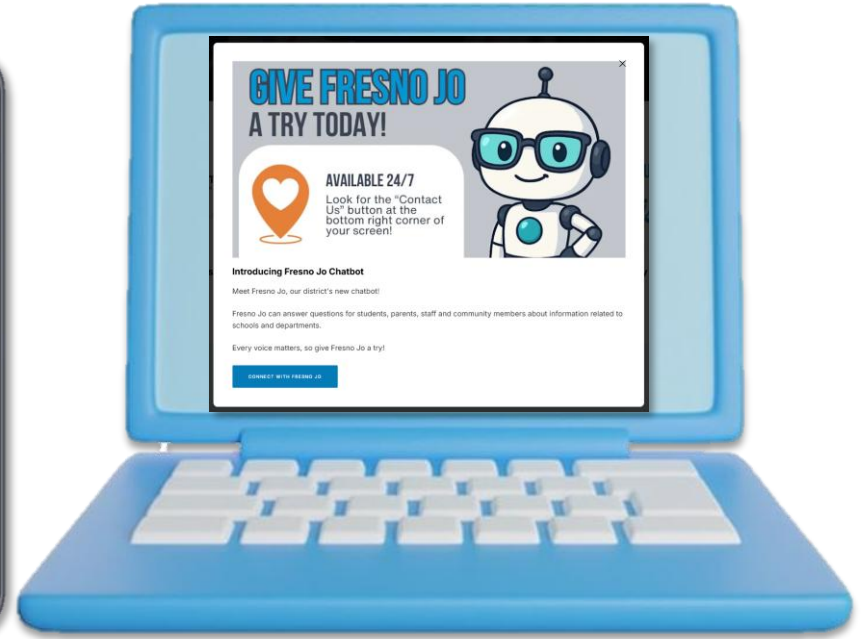 GIVE FRESNO JO
A TRY TODAY!
AVAILABLE 24/7
Look for the “Contact
Us” button at the
bottom right corner of
your screen!
Introducing Fresno Jo Chatbot
Meet Fresno Jo, our district's new chatbot!
Fresno Jo can answer questions for students, parents, staff and community members about information related to
schools and departments.
Every voice matters, so give Fresno Jo a try!
CONNECT WITH FRESNO JO